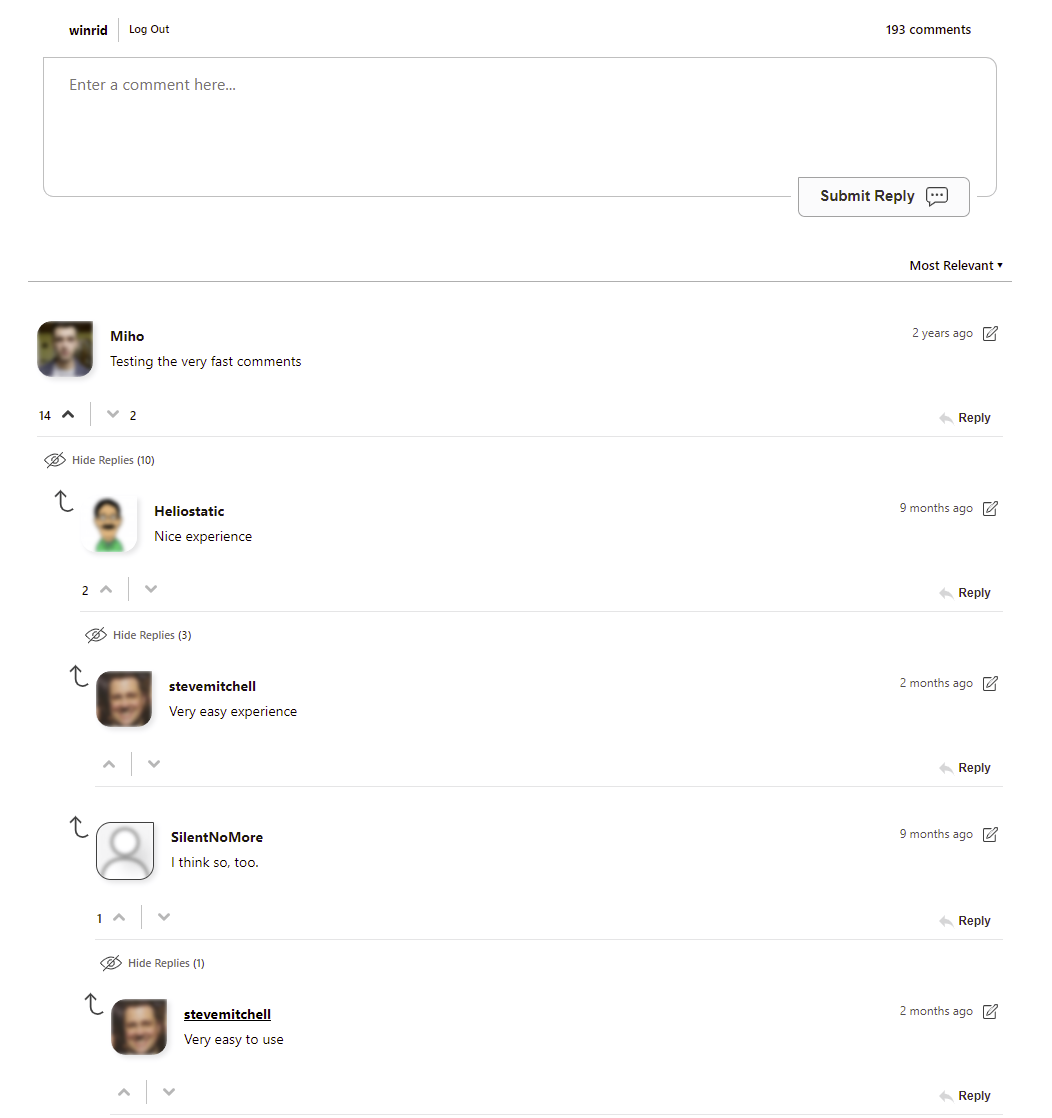 winrid Log Out 193 comments
Enter a comment here...
Submit Reply
Most Relevant ▾
Miho 2 years ago
Testing the very fast comments
14 2 Reply
Hide Replies (10)
Heliostatic 9 months ago
Nice experience
2 Reply
Hide Replies (3)
stevemitchell 2 months ago
Very easy experience
Reply
SilentNoMore 9 months ago
I think so, too.
1 Reply
Hide Replies (1)
stevemitchell 2 months ago
Very easy to use
Reply